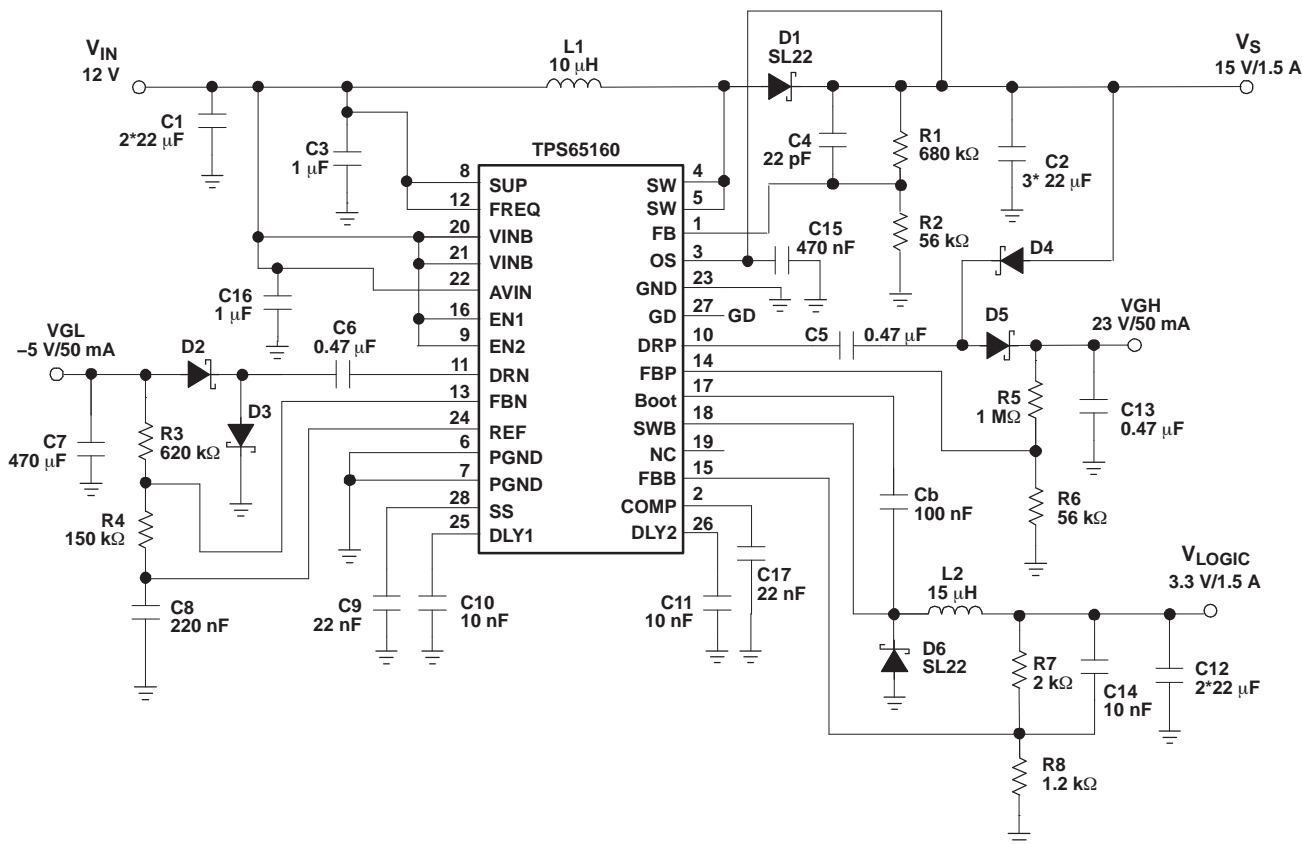 V_IN
12 V
L1
10 µH
D1
SL22
V_S
15 V/1.5 A
C1
2*22 µF
C3
1 µF
C4
22 pF
R1
680 kΩ
C2
3* 22 µF
TPS65160
8
SUP
12
FREQ
20
VINB
21
VINB
22
AVIN
16
EN1
9
EN2
11
DRN
13
FBN
24
REF
6
PGND
7
PGND
28
SS
25
DLY1
4
SW
5
SW
1
FB
3
OS
23
GND
27
GD
GD
10
DRP
14
FBP
17
Boot
18
SWB
19
NC
15
FBB
2
COMP
26
DLY2
C15
470 nF
R2
56 kΩ
D4
C16
1 µF
VGL
–5 V/50 mA
D2
C6
0.47 µF
C5
0.47 µF
D5
VGH
23 V/50 mA
D3
C7
470 µF
R3
620 kΩ
R5
1 MΩ
C13
0.47 µF
R4
150 kΩ
Cb
100 nF
R6
56 kΩ
C8
220 nF
C9
22 nF
C10
10 nF
C11
10 nF
C17
22 nF
L2
15 µH
V_LOGIC
3.3 V/1.5 A
D6
SL22
R7
2 kΩ
C14
10 nF
C12
2*22 µF
R8
1.2 kΩ